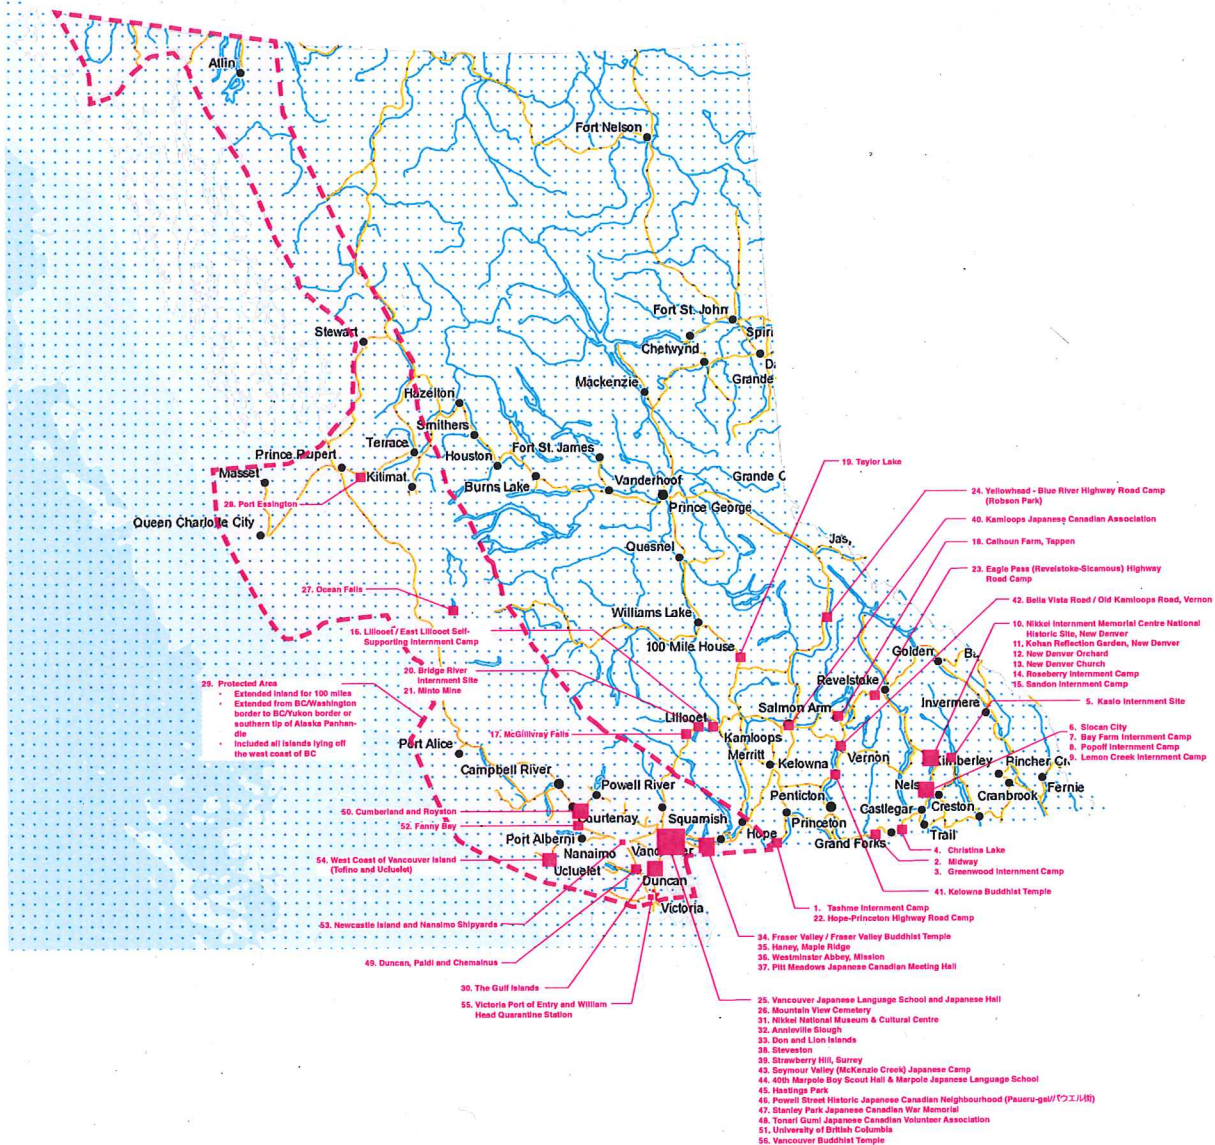 Atlin
Fort Nelson
Fort St. John
Stewart
Chetwynd
Mackenzie
Grande
Hazelton
Smithers
Terrace
Fort St. James
Prince Rupert
Houston
Masset
Kitimat
Burns Lake
Vanderhoof
Grande C
Prince George
28. Port Essington
Queen Charlotte City
Quesnel
19. Taylor Lake
24. Yellowhead - Blue River Highway Road Camp
(Robson Park)
40. Kamloops Japanese Canadian Association
18. Calhoun Farm, Tappen
23. Eagle Pass (Revelstoke-Sicamous) Highway
Road Camp
27. Ocean Falls
42. Bella Vista Road / Old Kamloops Road, Vernon
Williams Lake
16. Lillooet / East Lillooet Self-
Supporting Internment Camp
100 Mile House
10. Nikkei Internment Memorial Centre National
Historic Site, New Denver
11. Kohan Reflection Garden, New Denver
12. New Denver Orchard
13. New Denver Church
14. Roseberry Internment Camp
15. Sandon Internment Camp
Golden
20. Bridge River
Internment Site
21. Minto Mine
29. Protected Area
• Extended inland for 100 miles
• Extended from BC/Washington
border to BC/Yukon border or
southern tip of Alaska Panhan-
dle
• Included all islands lying off
the west coast of BC
Revelstoke
Invermere
5. Kaslo Internment Site
Salmon Arm
Lillooet
17. McGillivray Falls
Kamloops
6. Slocan City
7. Bay Farm Internment Camp
8. Popoff Internment Camp
9. Lemon Creek Internment Camp
Port Alice
Merritt
Kelowna
Vernon
Kimberley
Pincher Cr
Campbell River
Powell River
Nels
Cranbrook
Fernie
Penticton
50. Cumberland and Royston
Courtenay
Squamish
Princeton
Castlegar
Creston
52. Fanny Bay
Port Alberni
Hope
Grand Forks
Trail
Nanaimo
4. Christina Lake
2. Midway
3. Greenwood Internment Camp
54. West Coast of Vancouver Island
(Tofino and Ucluelet)
Ucluelet
Duncan
41. Kelowna Buddhist Temple
Victoria
1. Tashme Internment Camp
22. Hope-Princeton Highway Road Camp
53. Newcastle Island and Nanaimo Shipyards
34. Fraser Valley / Fraser Valley Buddhist Temple
35. Haney, Maple Ridge
36. Westminster Abbey, Mission
37. Pitt Meadows Japanese Canadian Meeting Hall
49. Duncan, Paldi and Chemainus
30. The Gulf Islands
55. Victoria Port of Entry and William
Head Quarantine Station
25. Vancouver Japanese Language School and Japanese Hall
26. Mountain View Cemetery
31. Nikkei National Museum & Cultural Centre
32. Annieville Slough
33. Don and Lion Islands
38. Steveston
39. Strawberry Hill, Surrey
43. Seymour Valley (McKenzie Creek) Japanese Camp
44. 40th Marpole Boy Scout Hall & Marpole Japanese Language School
45. Hastings Park
46. Powell Street Historic Japanese Canadian Neighbourhood (Paueru-gai/パウエル街)
47. Stanley Park Japanese Canadian War Memorial
48. Tonari Gumi Japanese Canadian Volunteer Association
51. University of British Columbia
56. Vancouver Buddhist Temple